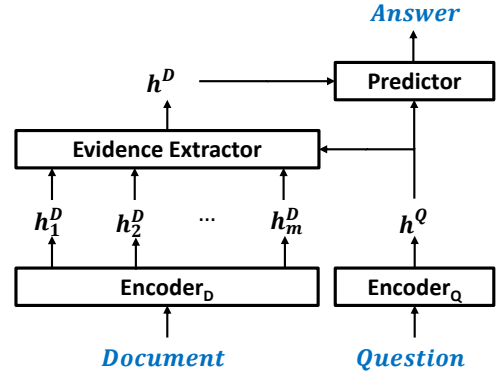 Answer
h^D Predictor
Evidence Extractor
h_1^D h_2^D ... h_m^D h^Q
Encoder_D Encoder_Q
Document Question